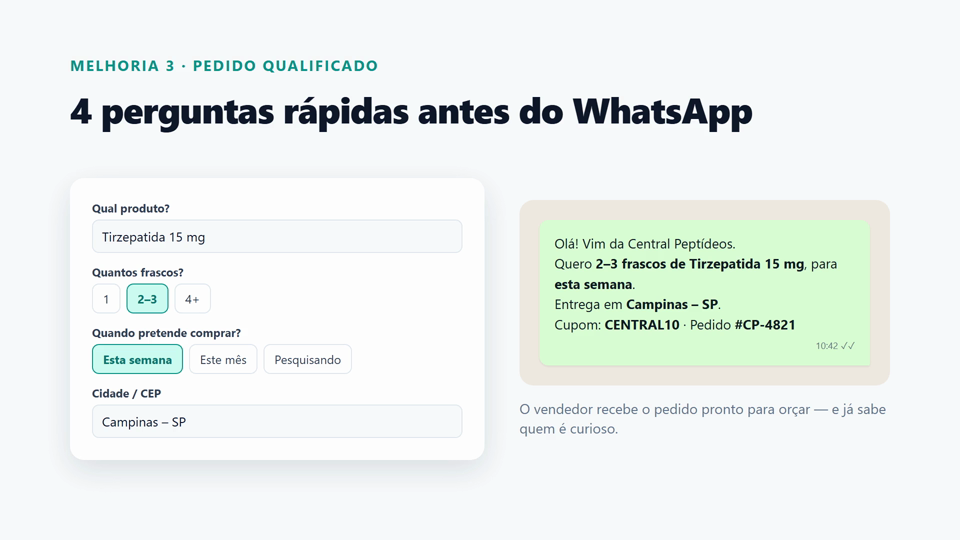 MELHORIA 3 · PEDIDO QUALIFICADO
4 perguntas rápidas antes do WhatsApp
Qual produto?
Tirzepatida 15 mg
Quantos frascos?
1
2–3
4+
Quando pretende comprar?
Esta semana
Este mês
Pesquisando
Cidade / CEP
Campinas – SP
Olá! Vim da Central Peptídeos.
Quero 2–3 frascos de Tirzepatida 15 mg, para
esta semana.
Entrega em Campinas – SP.
Cupom: CENTRAL10 · Pedido #CP-4821
10:42 ✓✓
O vendedor recebe o pedido pronto para orçar — e já sabe
quem é curioso.